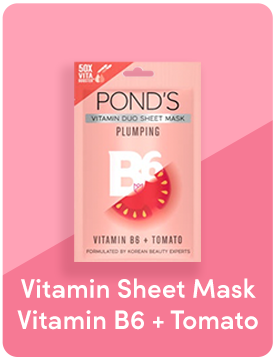 50X
VITA
BOOSTER
POND'S
VITAMIN DUO SHEET MASK
PLUMPING
B6
VITAMIN B6 + TOMATO
FORMULATED BY KOREAN BEAUTY EXPERTS
Vitamin Sheet Mask
Vitamin B6 + Tomato